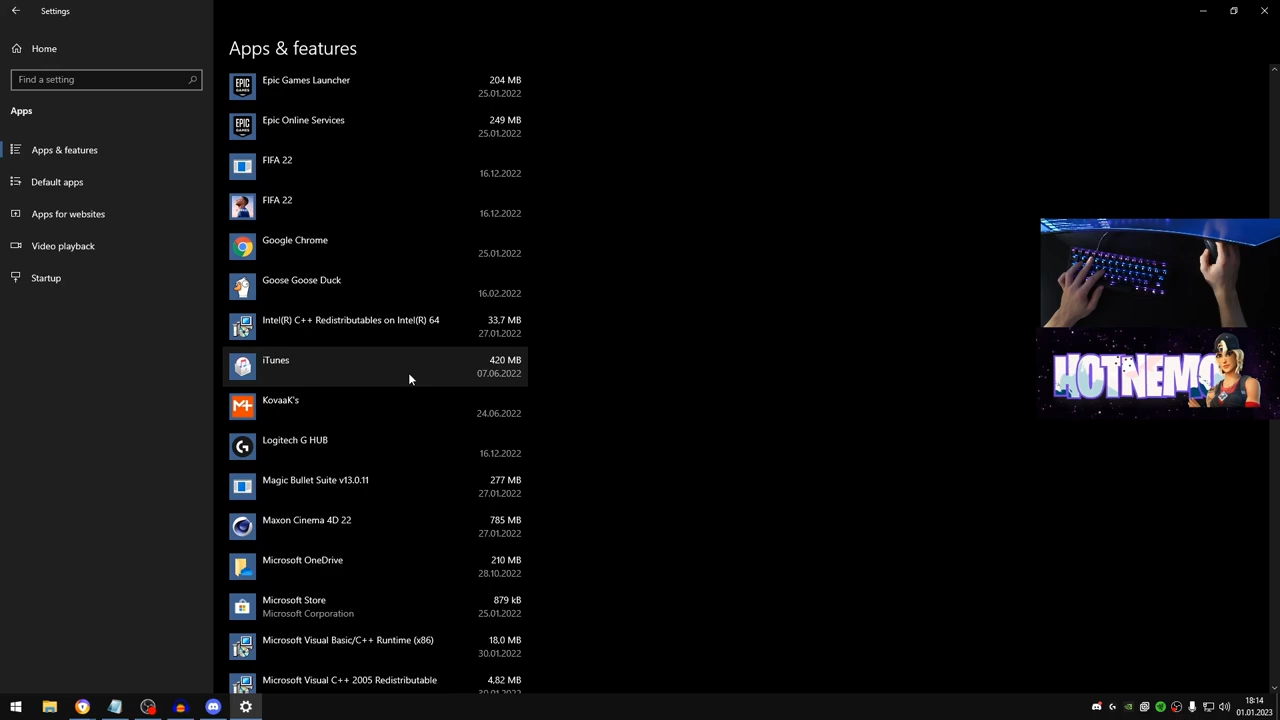 Settings
Home
Find a setting
Apps
Apps & features
Default apps
Apps for websites
Video playback
Startup
Apps & features
EPIC GAMES
Epic Games Launcher 204 MB
25.01.2022
EPIC GAMES
Epic Online Services 249 MB
25.01.2022
FIFA 22
16.12.2022
FIFA 22
16.12.2022
Google Chrome
25.01.2022
Goose Goose Duck
16.02.2022
Intel(R) C++ Redistributables on Intel(R) 64 33,7 MB
27.01.2022
iTunes 420 MB
07.06.2022
KovaaK's
24.06.2022
Logitech G HUB
16.12.2022
Magic Bullet Suite v13.0.11 277 MB
27.01.2022
Maxon Cinema 4D 22 785 MB
27.01.2022
Microsoft OneDrive 210 MB
28.10.2022
Microsoft Store 879 kB
Microsoft Corporation 25.01.2022
Microsoft Visual Basic/C++ Runtime (x86) 18,0 MB
30.01.2022
Microsoft Visual C++ 2005 Redistributable 4,82 MB
30.01.2022
HOTNEMO
18:14
01.01.2023